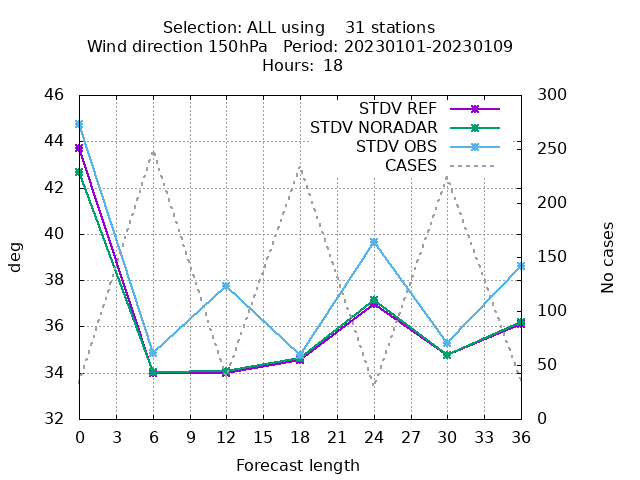 Selection: ALL using    31 stations
Wind direction 150hPa   Period: 20230101-20230109
Hours:  18
STDV REF
STDV NORADAR
STDV OBS
CASES
46
44
42
40
38
36
34
32
deg
300
250
200
150
100
50
0
No cases
0 3 6 9 12 15 18 21 24 27 30 33 36
Forecast length